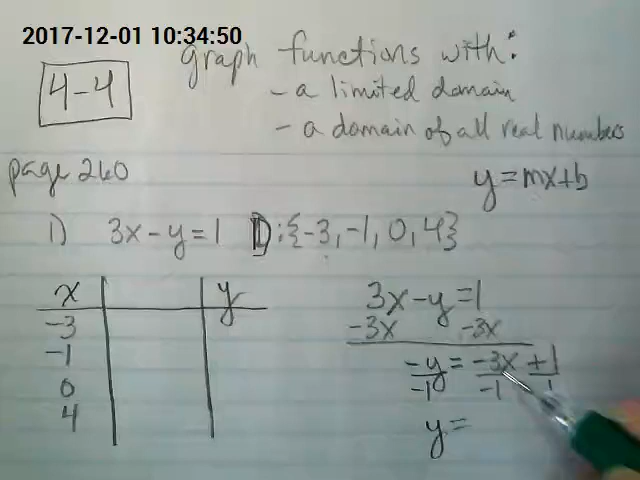 2017-12-01 10:34:50
graph functions with:
4-4
- a limited domain
- a domain of all real numbers
page 260
y = mx+b
1) 3x - y = 1 D: {-3, -1, 0, 4}
x y
-3
-1
0
4
3x - y = 1
-3x -3x
-y = -3x + 1
-1 -1
y =